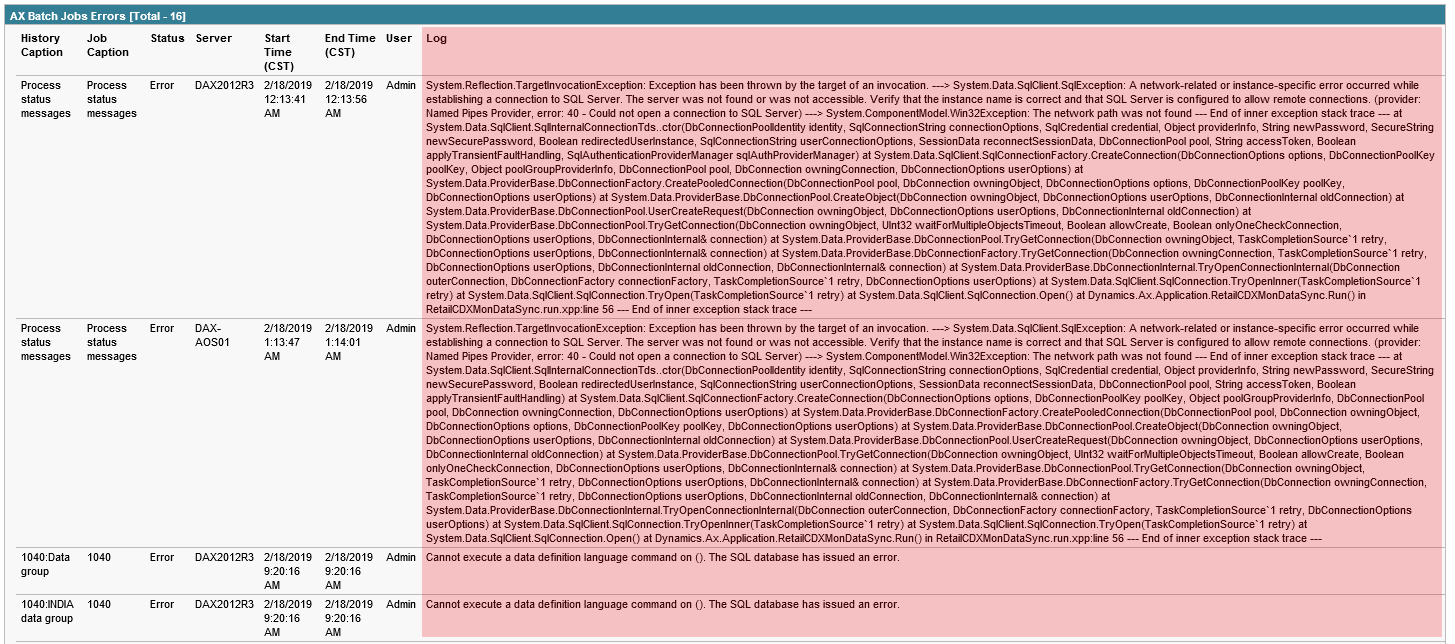 AX Batch Jobs Errors [Total - 16]
History Caption Job Caption Status Server Start Time (CST) End Time (CST) User Log
Process status messages Process status messages Error DAX2012R3 2/18/2019 12:13:41 AM 2/18/2019 12:13:56 AM Admin
System.Reflection.TargetInvocationException: Exception has been thrown by the target of an invocation. ---> System.Data.SqlClient.SqlException: A network-related or instance-specific error occurred while
establishing a connection to SQL Server. The server was not found or was not accessible. Verify that the instance name is correct and that SQL Server is configured to allow remote connections. (provider:
Named Pipes Provider, error: 40 - Could not open a connection to SQL Server) ---> System.ComponentModel.Win32Exception: The network path was not found --- End of inner exception stack trace --- at
System.Data.SqlClient.SqlInternalConnectionTds..ctor(DbConnectionPoolIdentity identity, SqlConnectionString connectionOptions, SqlCredential credential, Object providerInfo, String newPassword, SecureString
newSecurePassword, Boolean redirectedUserInstance, SqlConnectionString userConnectionOptions, SessionData reconnectSessionData, DbConnectionPool pool, String accessToken, Boolean
applyTransientFaultHandling, SqlAuthenticationProviderManager sqlAuthProviderManager) at System.Data.SqlClient.SqlConnectionFactory.CreateConnection(DbConnectionOptions options, DbConnectionPoolKey
poolKey, Object poolGroupProviderInfo, DbConnectionPool pool, DbConnection owningConnection, DbConnectionOptions userOptions) at
System.Data.ProviderBase.DbConnectionFactory.CreatePooledConnection(DbConnectionPool pool, DbConnection owningObject, DbConnectionOptions options, DbConnectionPoolKey poolKey,
DbConnectionOptions userOptions) at System.Data.ProviderBase.DbConnectionPool.CreateObject(DbConnection owningObject, DbConnectionOptions userOptions, DbConnectionInternal oldConnection) at
System.Data.ProviderBase.DbConnectionPool.UserCreateRequest(DbConnection owningObject, DbConnectionOptions userOptions, DbConnectionInternal oldConnection) at
System.Data.ProviderBase.DbConnectionPool.TryGetConnection(DbConnection owningObject, UInt32 waitForMultipleObjectsTimeout, Boolean allowCreate, Boolean onlyOneCheckConnection,
DbConnectionOptions userOptions, DbConnectionInternal& connection) at System.Data.ProviderBase.DbConnectionPool.TryGetConnection(DbConnection owningObject, TaskCompletionSource`1 retry,
DbConnectionOptions userOptions, DbConnectionInternal& connection) at System.Data.ProviderBase.DbConnectionFactory.TryGetConnection(DbConnection owningConnection, TaskCompletionSource`1 retry,
DbConnectionOptions userOptions, DbConnectionInternal oldConnection, DbConnectionInternal& connection) at System.Data.ProviderBase.DbConnectionInternal.TryOpenConnectionInternal(DbConnection
outerConnection, DbConnectionFactory connectionFactory, TaskCompletionSource`1 retry, DbConnectionOptions userOptions) at System.Data.SqlClient.SqlConnection.TryOpenInner(TaskCompletionSource`1
retry) at System.Data.SqlClient.SqlConnection.TryOpen(TaskCompletionSource`1 retry) at System.Data.SqlClient.SqlConnection.Open() at Dynamics.Ax.Application.RetailCDXMonDataSync.Run() in
RetailCDXMonDataSync.run.xpp:line 56 --- End of inner exception stack trace ---
Process status messages Process status messages Error DAX-AOS01 2/18/2019 1:13:47 AM 2/18/2019 1:14:01 AM Admin
System.Reflection.TargetInvocationException: Exception has been thrown by the target of an invocation. ---> System.Data.SqlClient.SqlException: A network-related or instance-specific error occurred while
establishing a connection to SQL Server. The server was not found or was not accessible. Verify that the instance name is correct and that SQL Server is configured to allow remote connections. (provider:
Named Pipes Provider, error: 40 - Could not open a connection to SQL Server) ---> System.ComponentModel.Win32Exception: The network path was not found --- End of inner exception stack trace --- at
System.Data.SqlClient.SqlInternalConnectionTds..ctor(DbConnectionPoolIdentity identity, SqlConnectionString connectionOptions, SqlCredential credential, Object providerInfo, String newPassword, SecureString
newSecurePassword, Boolean redirectedUserInstance, SqlConnectionString userConnectionOptions, SessionData reconnectSessionData, DbConnectionPool pool, String accessToken, Boolean
applyTransientFaultHandling) at System.Data.SqlClient.SqlConnectionFactory.CreateConnection(DbConnectionOptions options, DbConnectionPoolKey poolKey, Object poolGroupProviderInfo, DbConnectionPool
pool, DbConnection owningConnection, DbConnectionOptions userOptions) at System.Data.ProviderBase.DbConnectionFactory.CreatePooledConnection(DbConnectionPool pool, DbConnection owningObject,
DbConnectionOptions options, DbConnectionPoolKey poolKey, DbConnectionOptions userOptions) at System.Data.ProviderBase.DbConnectionPool.CreateObject(DbConnection owningObject,
DbConnectionOptions userOptions, DbConnectionInternal oldConnection) at System.Data.ProviderBase.DbConnectionPool.UserCreateRequest(DbConnection owningObject, DbConnectionOptions userOptions,
DbConnectionInternal oldConnection) at System.Data.ProviderBase.DbConnectionPool.TryGetConnection(DbConnection owningObject, UInt32 waitForMultipleObjectsTimeout, Boolean allowCreate, Boolean
onlyOneCheckConnection, DbConnectionOptions userOptions, DbConnectionInternal& connection) at System.Data.ProviderBase.DbConnectionPool.TryGetConnection(DbConnection owningObject,
TaskCompletionSource`1 retry, DbConnectionOptions userOptions, DbConnectionInternal& connection) at System.Data.ProviderBase.DbConnectionFactory.TryGetConnection(DbConnection owningConnection,
TaskCompletionSource`1 retry, DbConnectionOptions userOptions, DbConnectionInternal oldConnection, DbConnectionInternal& connection) at
System.Data.ProviderBase.DbConnectionInternal.TryOpenConnectionInternal(DbConnection outerConnection, DbConnectionFactory connectionFactory, TaskCompletionSource`1 retry, DbConnectionOptions
userOptions) at System.Data.SqlClient.SqlConnection.TryOpenInner(TaskCompletionSource`1 retry) at System.Data.SqlClient.SqlConnection.TryOpen(TaskCompletionSource`1 retry) at
System.Data.SqlClient.SqlConnection.Open() at Dynamics.Ax.Application.RetailCDXMonDataSync.Run() in RetailCDXMonDataSync.run.xpp:line 56 --- End of inner exception stack trace ---
1040:Data group 1040 Error DAX2012R3 2/18/2019 9:20:16 AM 2/18/2019 9:20:16 AM Admin Cannot execute a data definition language command on (). The SQL database has issued an error.
1040:INDIA data group 1040 Error DAX2012R3 2/18/2019 9:20:16 AM 2/18/2019 9:20:16 AM Admin Cannot execute a data definition language command on (). The SQL database has issued an error.